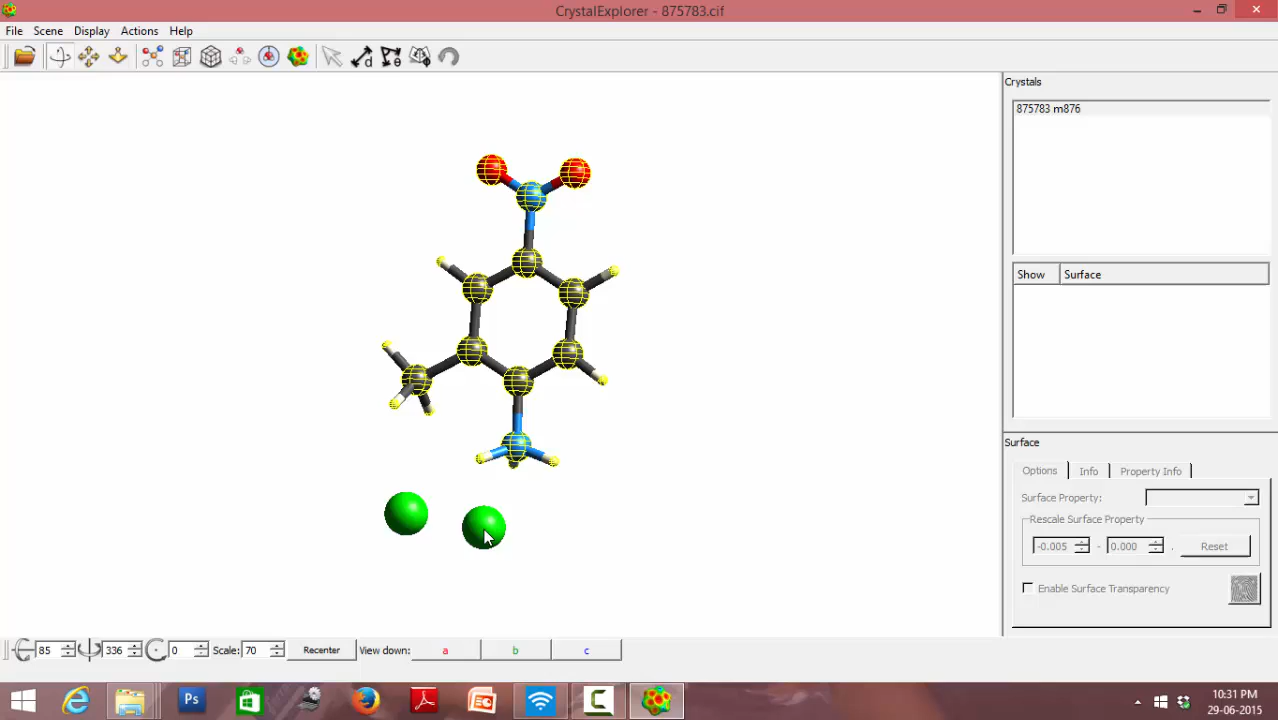 CrystalExplorer - 875783.cif
File Scene Display Actions Help
Crystals
875783 m876
Show Surface
Surface
Options Info Property Info
Surface Property:
Rescale Surface Property
-0.005 - 0.000 . Reset
Enable Surface Transparency
85 336 0 Scale: 70 Recenter View down: a b c
Ps
10:31 PM
29-06-2015